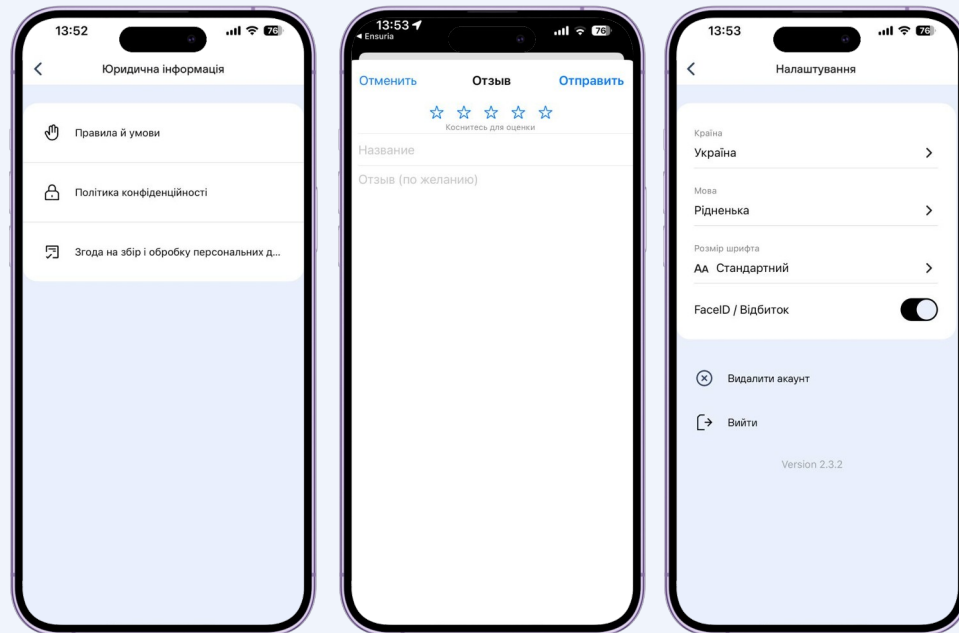 13:52
76
Юридична інформація
Правила й умови
Політика конфіденційності
Згода на збір і обробку персональних д...
13:53
76
Ensuria
Отменить
Отзыв
Отправить
Коснитесь для оценки
Название
Отзыв (по желанию)
13:53
76
Налаштування
Країна
Україна
Мова
Рідненька
Розмір шрифта
AA Стандартний
FaceID / Відбиток
Видалити акаунт
Вийти
Version 2.3.2